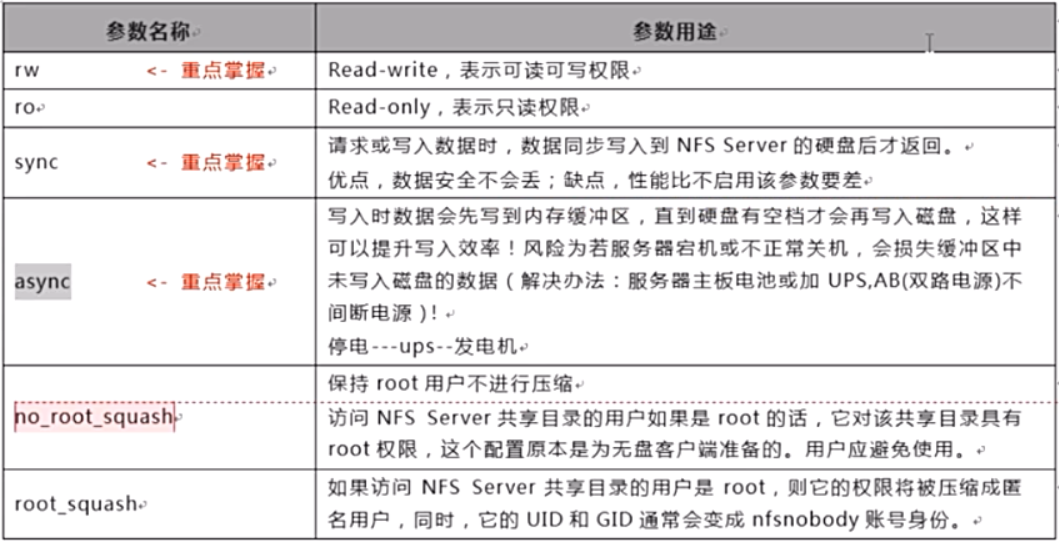 参数名称 参数用途
rw <- 重点掌握 Read-write，表示可读可写权限
ro Read-only，表示只读权限
请求或写入数据时，数据同步写入到 NFS Server 的硬盘后才返回。
sync <- 重点掌握
优点，数据安全不会丢；缺点，性能比不启用该参数要差
写入时数据会先写到内存缓冲区，直到硬盘有空档才会再写入磁盘，这样
可以提升写入效率！风险为若服务器宕机或不正常关机，会损失缓冲区中
async <- 重点掌握 未写入磁盘的数据（解决办法：服务器主板电池或加 UPS,AB(双路电源)不
间断电源）！
停电---ups--发电机
保持 root 用户不进行压缩
no_root_squash 访问 NFS Server 共享目录的用户如果是 root 的话，它对该共享目录具有
root 权限，这个配置原本是为无盘客户端准备的。用户应避免使用。
如果访问 NFS Server 共享目录的用户是 root，则它的权限将被压缩成匿
root_squash
名用户，同时，它的 UID 和 GID 通常会变成 nfsnobody 账号身份。